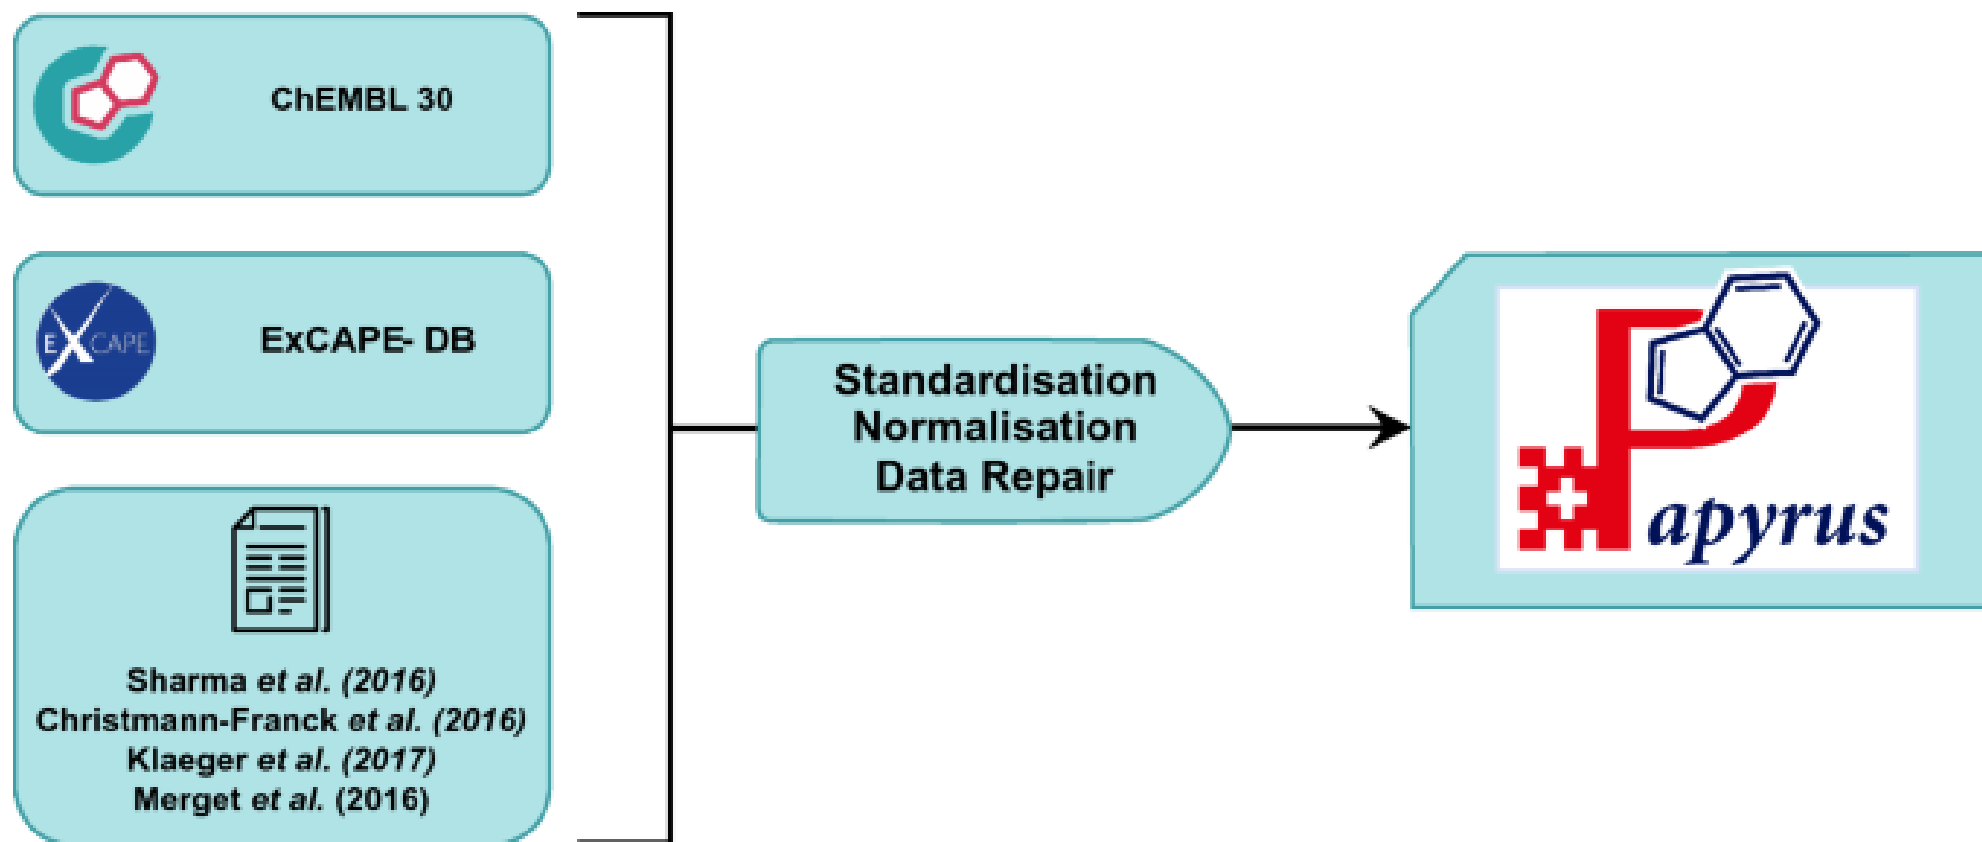 ChEMBL 30
EXCAPE
ExCAPE- DB
Sharma et al. (2016)
Christmann-Franck et al. (2016)
Klaeger et al. (2017)
Merget et al. (2016)
Standardisation
Normalisation
Data Repair
Papyrus